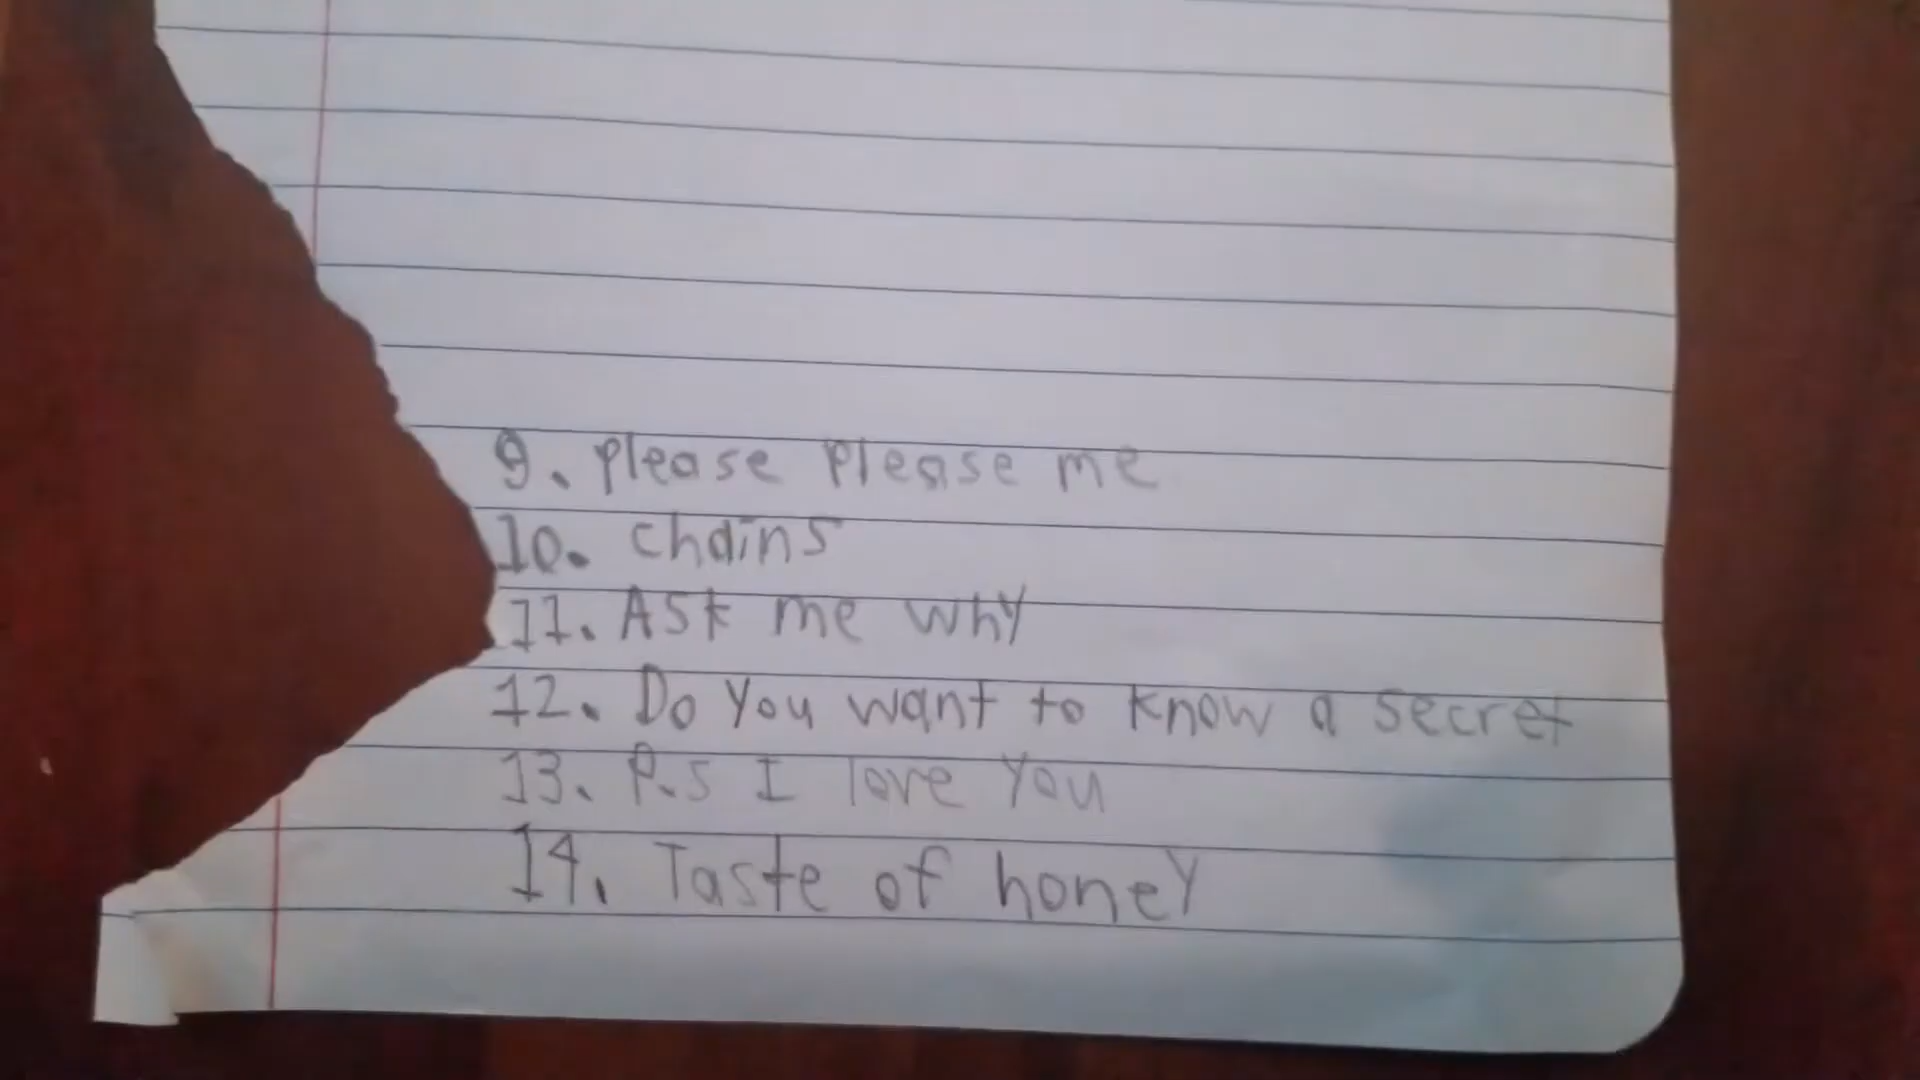 9. please please me
10. chains
11. Ask me why
12. Do You want to know a secret
13. P.s I love You
14. Taste of honey